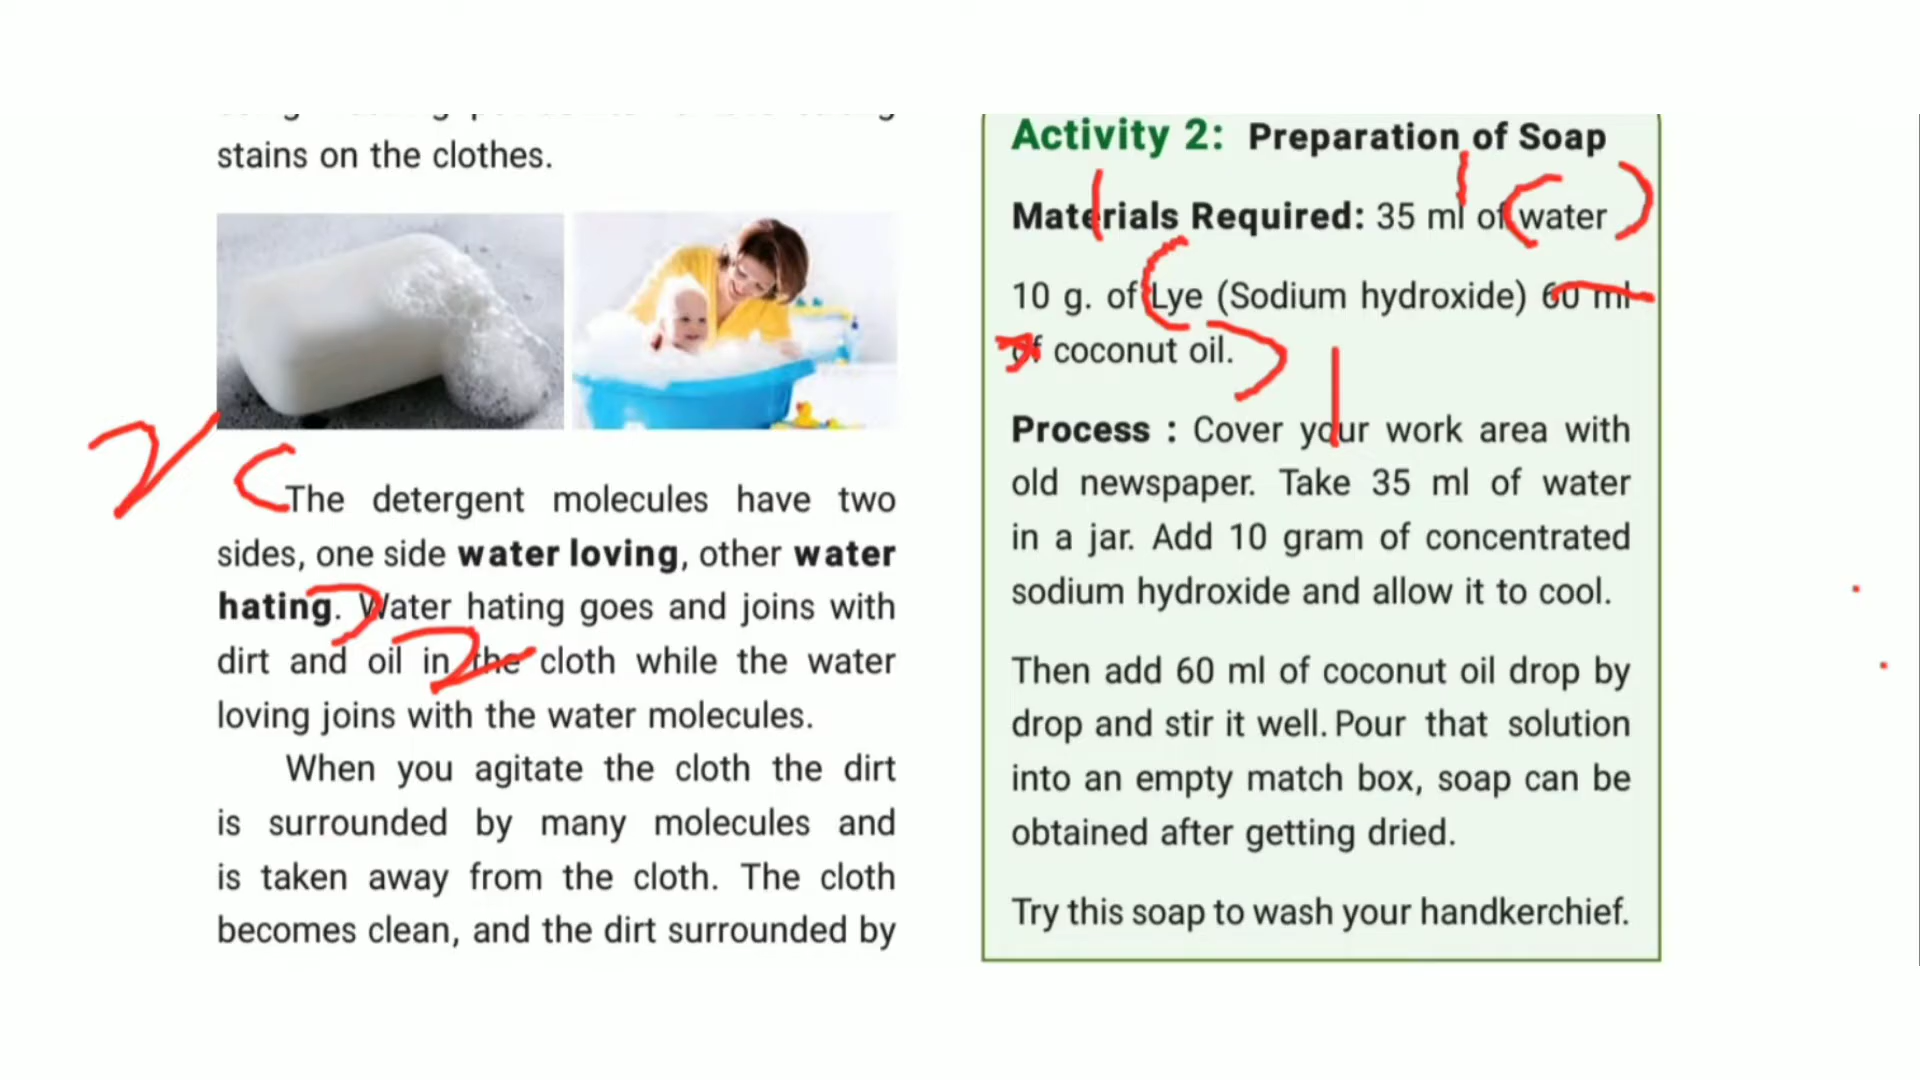 stains on the clothes.
The detergent molecules have two
sides, one side water loving, other water
hating. Water hating goes and joins with
dirt and oil in the cloth while the water
loving joins with the water molecules.
When you agitate the cloth the dirt
is surrounded by many molecules and
is taken away from the cloth. The cloth
becomes clean, and the dirt surrounded by
Activity 2: Preparation of Soap
Materials Required: 35 ml of water
10 g. of Lye (Sodium hydroxide) 60 ml
of coconut oil.
Process : Cover your work area with
old newspaper. Take 35 ml of water
in a jar. Add 10 gram of concentrated
sodium hydroxide and allow it to cool.
Then add 60 ml of coconut oil drop by
drop and stir it well. Pour that solution
into an empty match box, soap can be
obtained after getting dried.
Try this soap to wash your handkerchief.